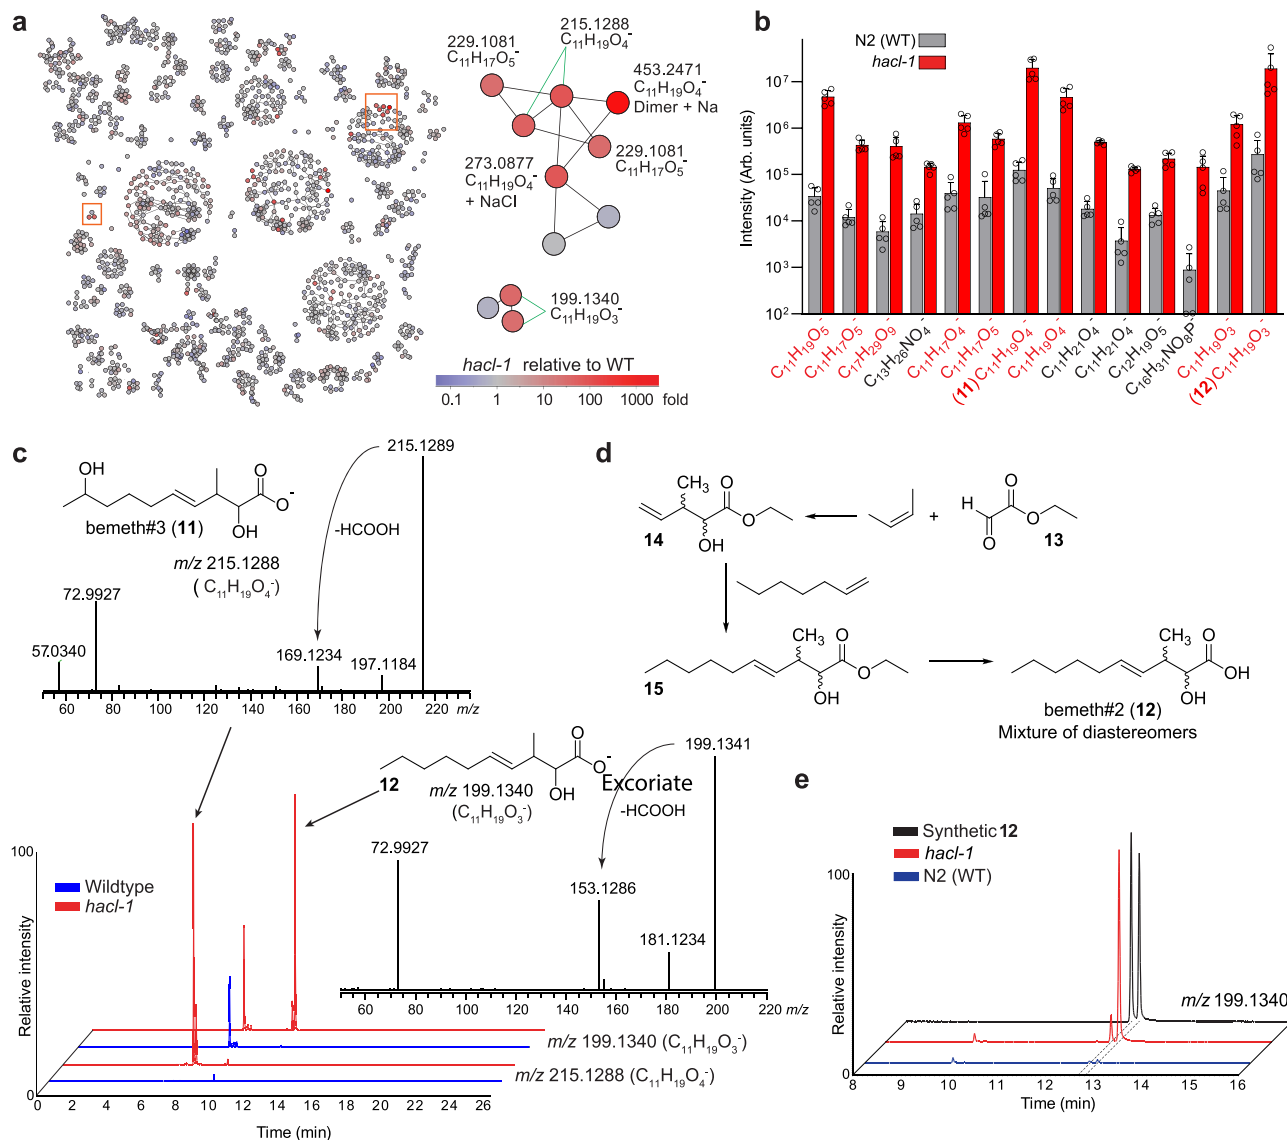 a
229.1081
C11H17O5-
215.1288
C11H19O4-
453.2471
C11H19O4-
Dimer + Na
229.1081
C11H17O5-
273.0877
C11H19O4-
+ NaCl
199.1340
C11H19O3-
hacl-1 relative to WT
0.1 1 10 100 1000 fold
b
N2 (WT)
hacl-1
Intensity (Arb. units)
10^7
10^6
10^5
10^4
10^3
10^2
C11H19O5-
C11H17O5-
C17H29O9-
C13H26NO4-
C11H17O4-
C11H17O5-
(11) C11H19O4-
C11H19O4-
C11H21O4-
C11H21O4-
C12H19O5-
C16H31NO8P-
C11H19O3-
(12) C11H19O3-
c
OH
O
O-
OH
bemeth#3 (11)
m/z 215.1288
( C11H19O4-)
215.1289
-HCOOH
72.9927
57.0340
169.1234
197.1184
60 80 100 120 140 160 180 200 220 m/z
O
O-
OH
12
m/z 199.1340
(C11H19O3-)
Excoriate
-HCOOH
199.1341
72.9927
153.1286
181.1234
60 80 100 120 140 160 180 200 220 m/z
100
Wildtype
hacl-1
Relative intensity
0
m/z 199.1340 (C11H19O3-)
m/z 215.1288 (C11H19O4-)
0 2 4 6 8 10 12 14 16 18 20 22 24 26
Time (min)
d
CH3
O
O
OH
14
+
H
O
O
O
13
CH3
O
O
OH
15
CH3
O
OH
OH
bemeth#2 (12)
Mixture of diastereomers
e
Synthetic 12
hacl-1
N2 (WT)
100
Relative intensity
0
m/z 199.1340
8 9 10 11 12 13 14 15 16
Time (min)